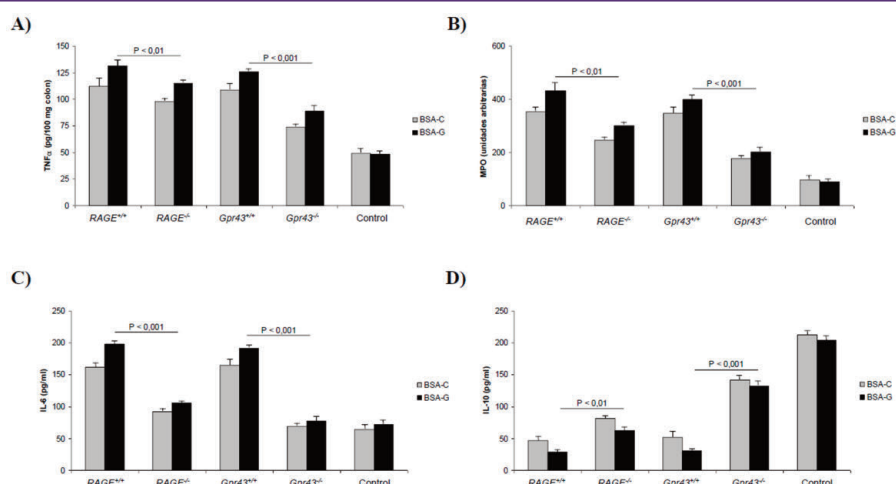 A)
150
125
100
75
50
25
0
TNFα (pg/100 mg colon)
P < 0,01
P < 0,001
BSA-C
BSA-G
RAGE+/+
RAGE-/-
Gpr43+/+
Gpr43-/-
Control
B)
600
400
200
0
MPO (unidades arbitrarias)
P < 0,01
P < 0,001
BSA-C
BSA-G
RAGE+/+
RAGE-/-
Gpr43+/+
Gpr43-/-
Control
C)
250
200
150
100
50
0
IL-6 (pg/ml)
P < 0,001
P < 0,001
BSA-C
BSA-G
RAGE+/+
RAGE-/-
Gpr43+/+
Gpr43-/-
Control
D)
250
200
150
100
50
0
IL-10 (pg/ml)
P < 0,01
P < 0,001
BSA-C
BSA-G
RAGE+/+
RAGE-/-
Gpr43+/+
Gpr43-/-
Control